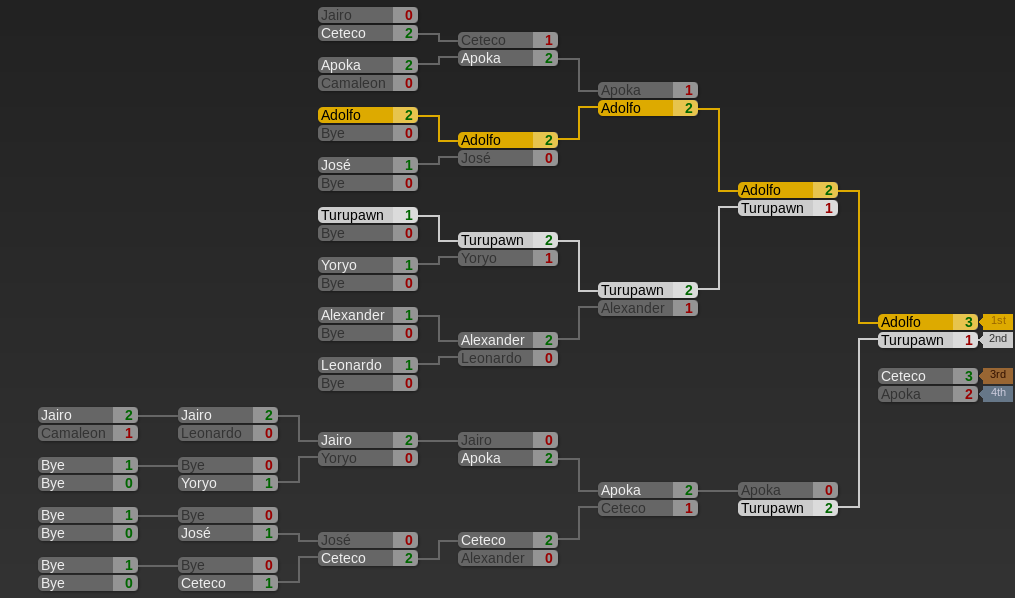 Jairo 0
Ceteco 2
Ceteco 1
Apoka 2
Apoka 2
Camaleon 0
Apoka 1
Adolfo 2
Adolfo 2
Bye 0
Adolfo 2
José 0
José 1
Bye 0
Adolfo 2
Turupawn 1
Turupawn 1
Bye 0
Turupawn 2
Yoryo 1
Yoryo 1
Bye 0
Turupawn 2
Alexander 1
Alexander 1
Bye 0
Adolfo 3 1st
Turupawn 1 2nd
Alexander 2
Leonardo 0
Leonardo 1
Bye 0
Ceteco 3 3rd
Apoka 2 4th
Jairo 2 Jairo 2
Camaleon 1 Leonardo 0
Jairo 2 Jairo 0
Yoryo 0 Apoka 2
Bye 1 Bye 0
Bye 0 Yoryo 1
Apoka 2 Apoka 0
Ceteco 1 Turupawn 2
Bye 1 Bye 0
Bye 0 José 1
José 0 Ceteco 2
Ceteco 2 Alexander 0
Bye 1 Bye 0
Bye 0 Ceteco 1